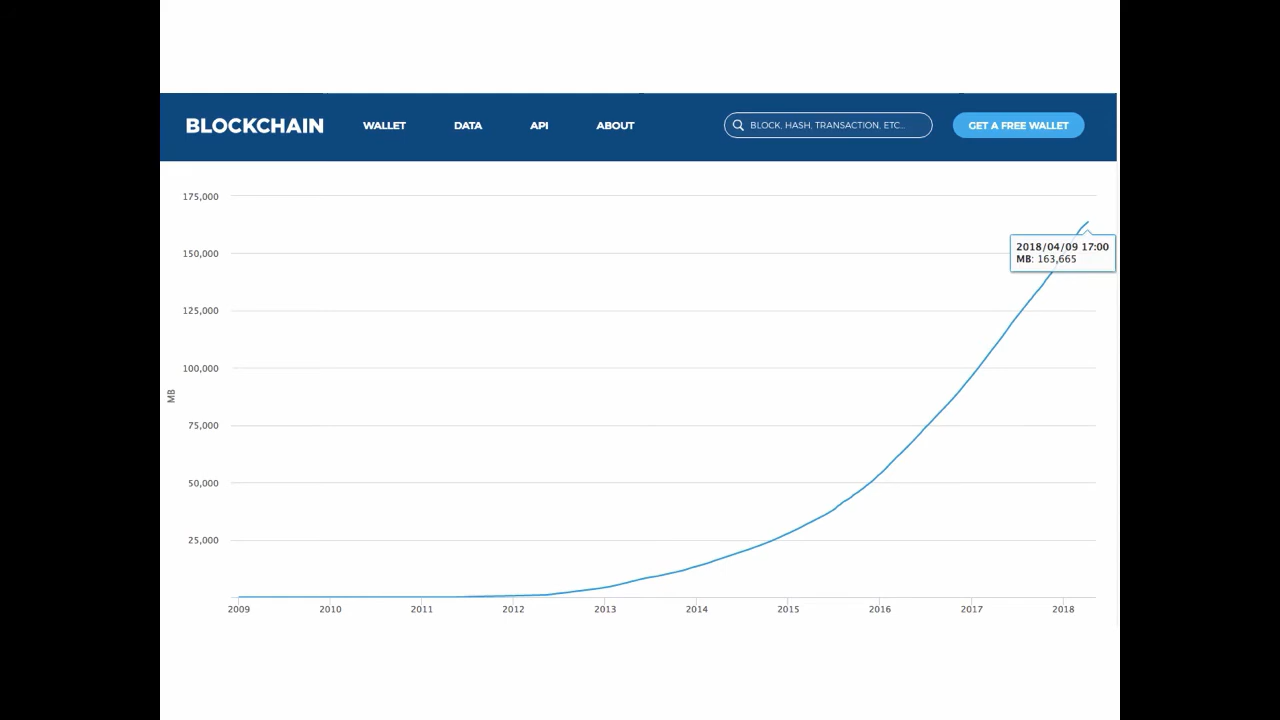 BLOCKCHAIN WALLET DATA API ABOUT BLOCK, HASH, TRANSACTION, ETC... GET A FREE WALLET
175,000
2018/04/09 17:00
150,000
MB: 163,665
125,000
100,000
MB
75,000
50,000
25,000
2009 2010 2011 2012 2013 2014 2015 2016 2017 2018